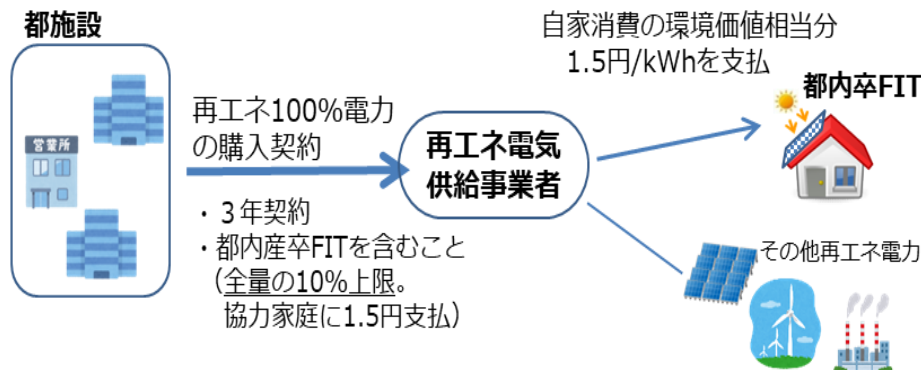 都施設
営業所
再エネ100%電力
の購入契約
・３年契約
・都内産卒FITを含むこと
（全量の10%上限。
協力家庭に1.5円支払）
再エネ電気
供給事業者
自家消費の環境価値相当分
1.5円/kWhを支払
都内卒FIT
その他再エネ電力